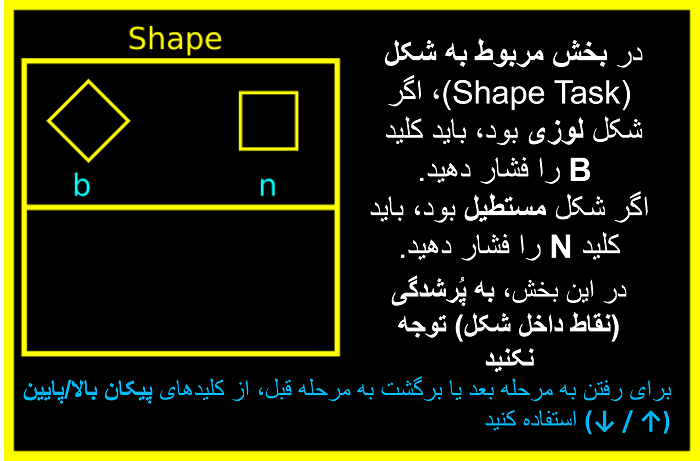 Shape
b
n
در بخش مربوط به شکل
(Shape Task)، اگر
شکل لوزی بود، باید کلید
B را فشار دهید.
اگر شکل مستطیل بود، باید
کلید N را فشار دهید.
در این بخش، به پُرشدگی
(نقاط داخل شکل) توجه
نکنید
برای رفتن به مرحله بعد یا برگشت به مرحله قبل، از کلیدهای پیکان بالا/پایین
(↑ / ↓) استفاده کنید